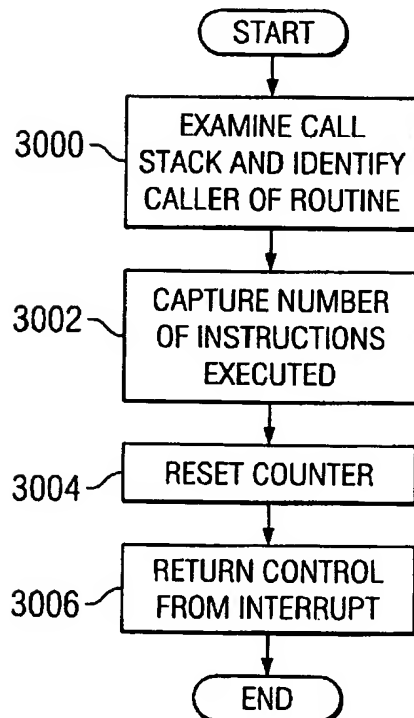 START
3000
EXAMINE CALL
STACK AND IDENTIFY
CALLER OF ROUTINE
3002
CAPTURE NUMBER
OF INSTRUCTIONS
EXECUTED
3004
RESET COUNTER
3006
RETURN CONTROL
FROM INTERRUPT
END